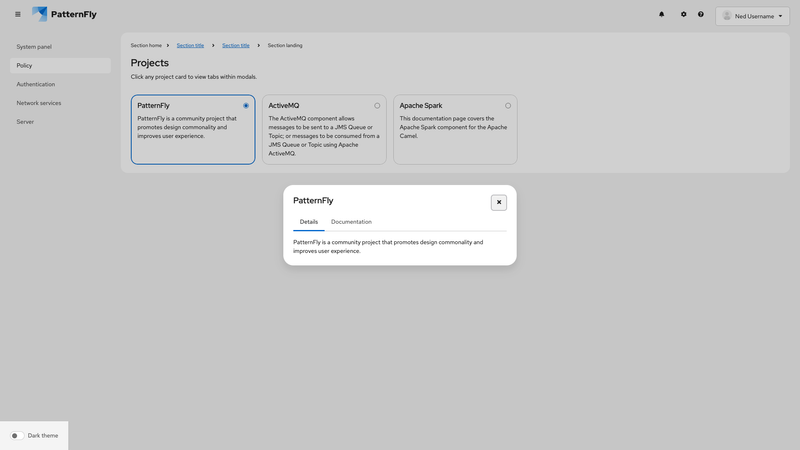 PatternFly
Ned Username
System panel
Policy
Authentication
Network services
Server
Section home
Section title
Section title
Section landing
Projects
Click any project card to view tabs within modals.
PatternFly
PatternFly is a community project that
promotes design commonality and
improves user experience.
ActiveMQ
The ActiveMQ component allows
messages to be sent to a JMS Queue or
Topic; or messages to be consumed from a
JMS Queue or Topic using Apache
ActiveMQ.
Apache Spark
This documentation page covers the
Apache Spark component for the Apache
Camel.
PatternFly
Details
Documentation
PatternFly is a community project that promotes design commonality and
improves user experience.
Dark theme